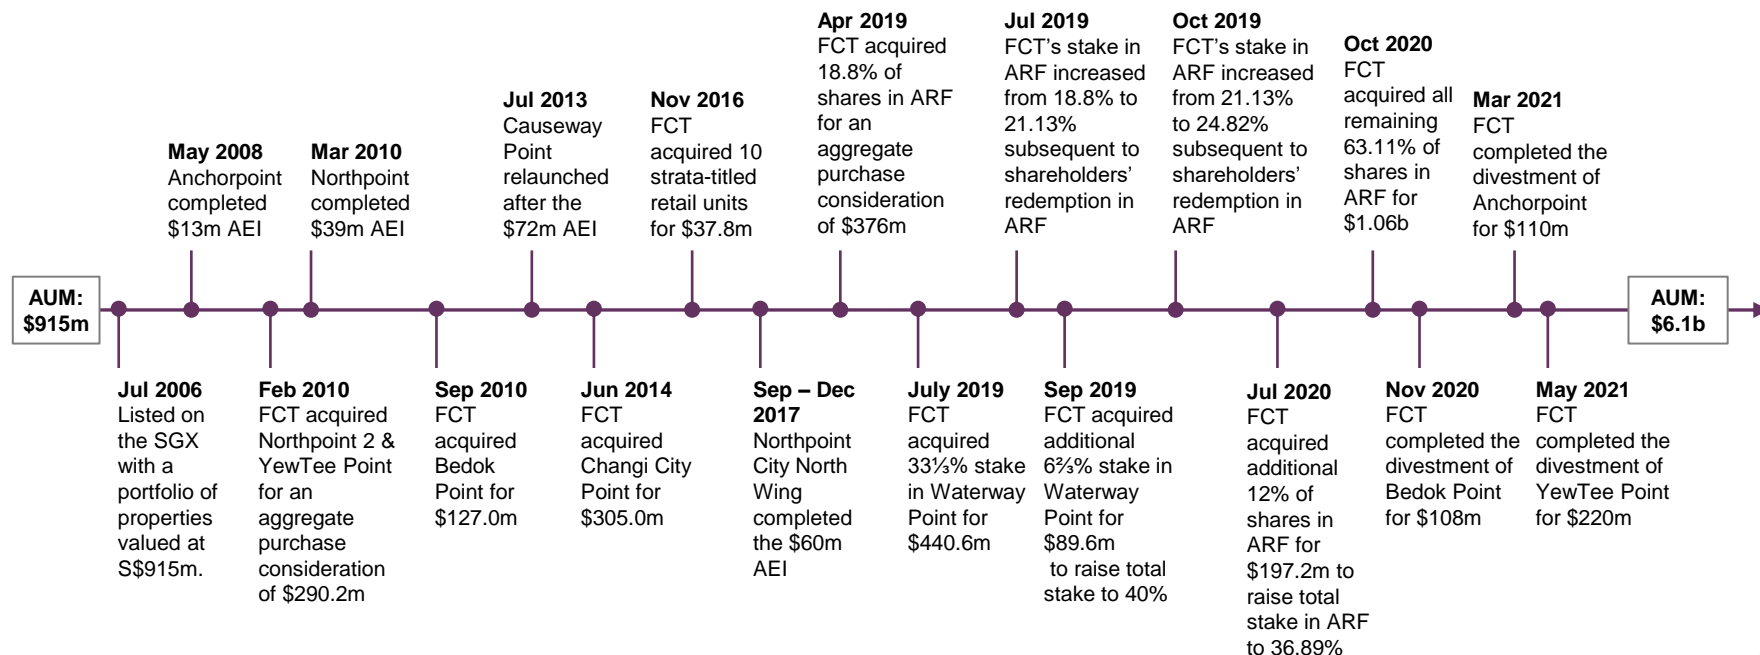 AUM:
$915m
Jul 2006
Listed on
the SGX
with a
portfolio of
properties
valued at
S$915m.
May 2008
Anchorpoint
completed
$13m AEI
Feb 2010
FCT acquired
Northpoint 2 &
YewTee Point
for an
aggregate
purchase
consideration
of $290.2m
Mar 2010
Northpoint
completed
$39m AEI
Sep 2010
FCT
acquired
Bedok
Point for
$127.0m
Jul 2013
Causeway
Point
relaunched
after the
$72m AEI
Jun 2014
FCT
acquired
Changi City
Point for
$305.0m
Nov 2016
FCT
acquired 10
strata-titled
retail units
for $37.8m
Sep – Dec
2017
Northpoint
City North
Wing
completed
the $60m
AEI
Apr 2019
FCT acquired
18.8% of
shares in ARF
for an
aggregate
purchase
consideration
of $376m
July 2019
FCT
acquired
33⅓% stake
in Waterway
Point for
$440.6m
Jul 2019
FCT's stake in
ARF increased
from 18.8% to
21.13%
subsequent to
shareholders'
redemption in
ARF
Sep 2019
FCT acquired
additional
6⅔% stake in
Waterway
Point for
$89.6m
to raise total
stake to 40%
Oct 2019
FCT's stake in
ARF increased
from 21.13%
to 24.82%
subsequent to
shareholders'
redemption in
ARF
Jul 2020
FCT
acquired
additional
12% of
shares in
ARF for
$197.2m to
raise total
stake in ARF
to 36.89%
Oct 2020
FCT
acquired all
remaining
63.11% of
shares in
ARF for
$1.06b
Nov 2020
FCT
completed the
divestment of
Bedok Point
for $108m
Mar 2021
FCT
completed the
divestment of
Anchorpoint
for $110m
May 2021
FCT
completed the
divestment of
YewTee Point
for $220m
AUM:
$6.1b